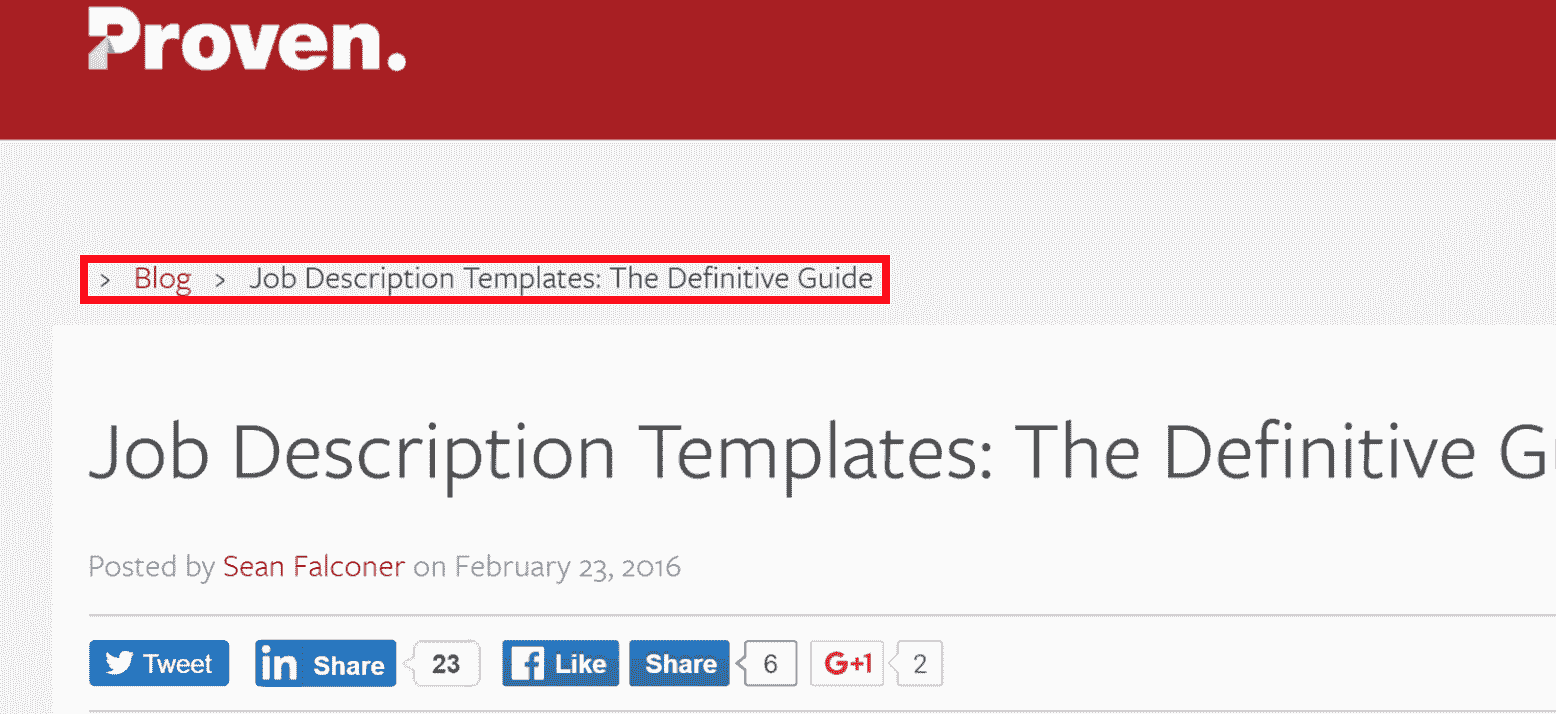 Proven.
> Blog > Job Description Templates: The Definitive Guide
Job Description Templates: The Definitive G
Posted by Sean Falconer on February 23, 2016
Tweet in Share 23 f Like Share 6 G+1 2